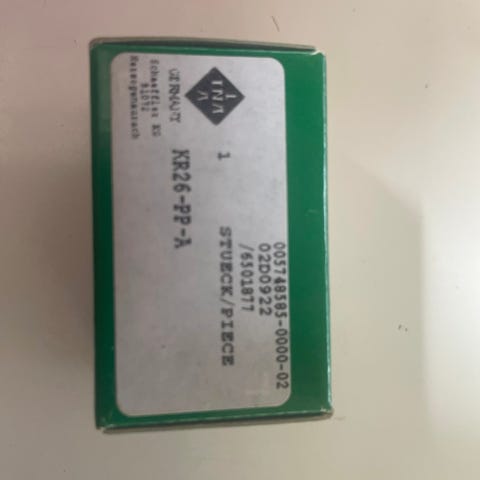 INA
GERMANY
Schaeffler KG
91072
Herzogenaurach
005748585-0000-02
02D0922
/6501877
1 STUECK/PIECE
KR26-PP-A